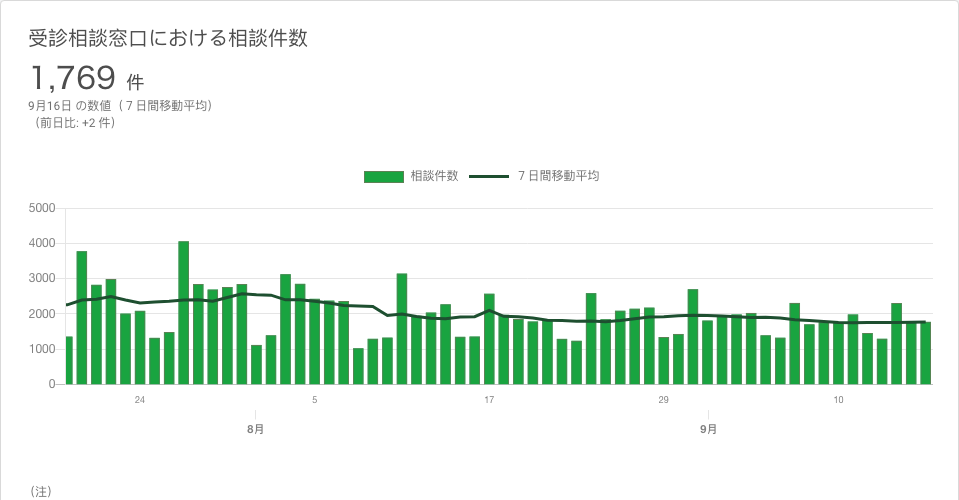 受診相談窓口における相談件数
1,769 件
9月16日 の数値（７日間移動平均）
（前日比: +2 件）
相談件数 ７日間移動平均
5000
4000
3000
2000
1000
0
24 5 17 29 10
8月 9月
（注）